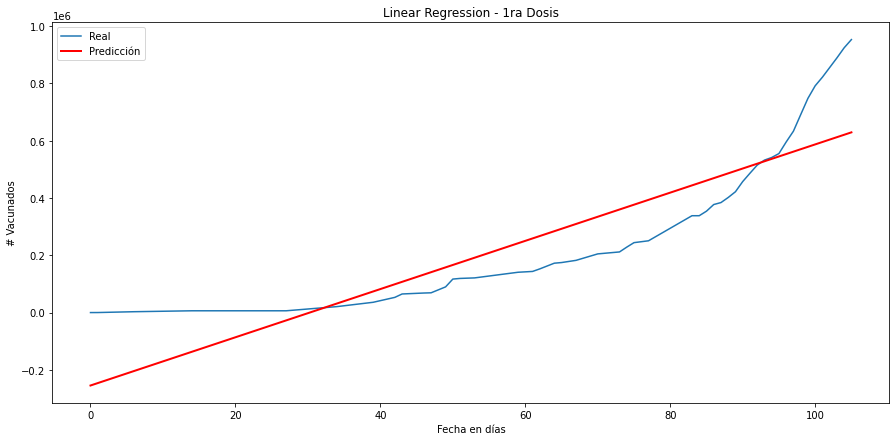 Linear Regression - 1ra Dosis
1e6
Real
Predicción
1.0
0.8
0.6
0.4
0.2
0.0
−0.2
# Vacunados
0 20 40 60 80 100
Fecha en días